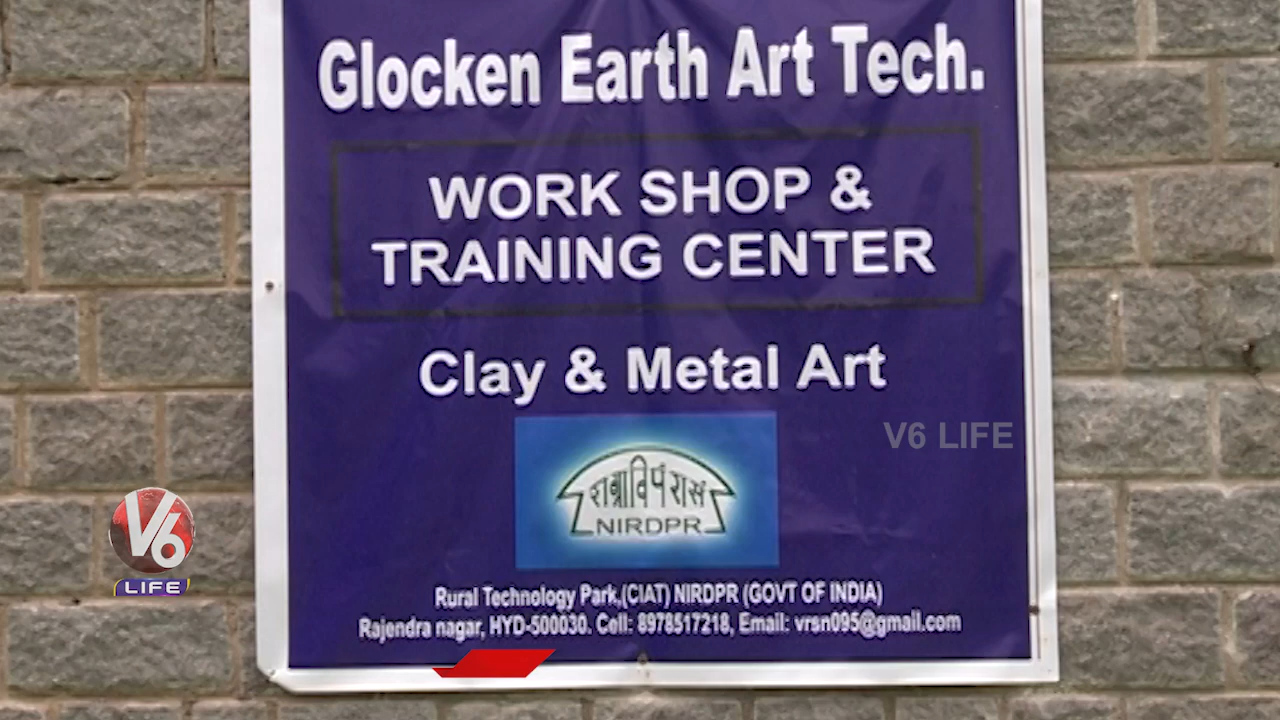 Glocken Earth Art Tech.
WORK SHOP &
TRAINING CENTER
Clay & Metal Art
V6 LIFE
राग्राविपंरासं
NIRDPR
V6
LIFE
Rural Technology Park,(CIAT) NIRDPR (GOVT OF INDIA)
Rajendra nagar, HYD-500030. Cell: 8978517218, Email: vrsn095@gmail.com